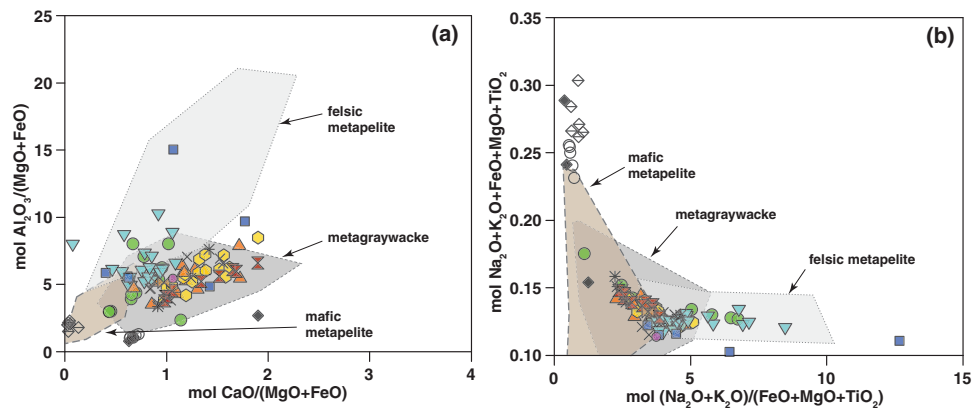 (a)
mol Al₂O₃/(MgO+FeO)
25
20
15
10
5
0
felsic
metapelite
metagraywacke
mafic
metapelite
0
1
2
3
4
mol CaO/(MgO+FeO)
(b)
mol Na₂O+K₂O+FeO+MgO+TiO₂
0.35
0.30
0.25
0.20
0.15
0.10
mafic
metapelite
metagraywacke
felsic metapelite
0
5
10
15
mol (Na₂O+K₂O)/(FeO+MgO+TiO₂)